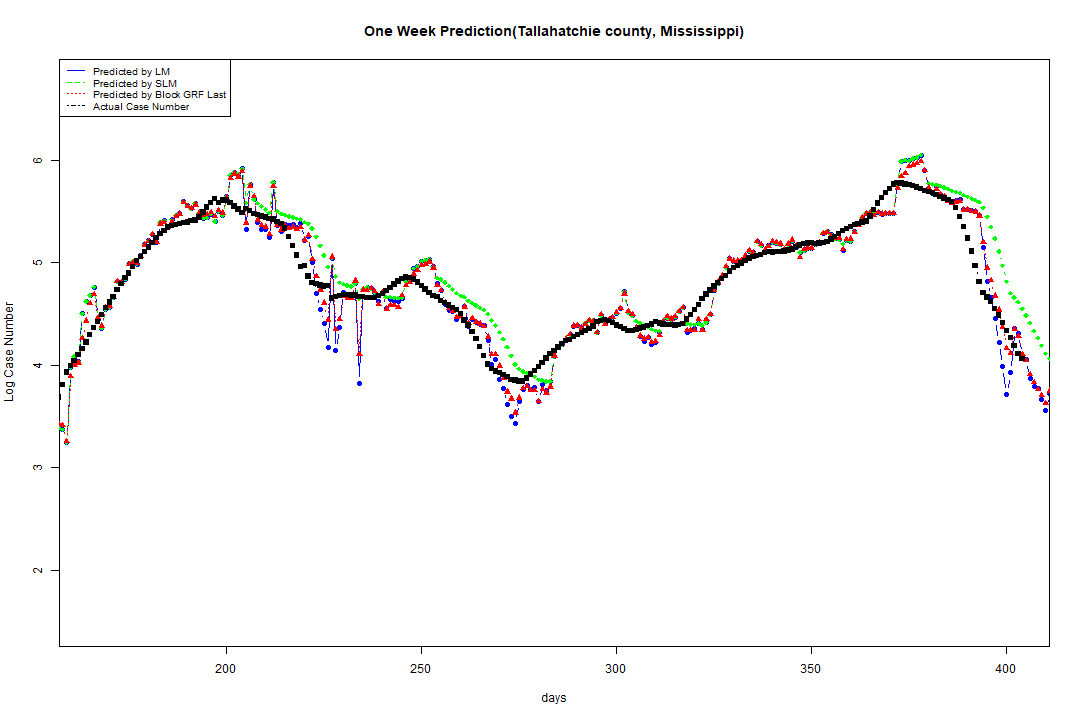 One Week Prediction(Tallahatchie county, Mississippi)
Predicted by LM
Predicted by SLM
Predicted by Block GRF Last
Actual Case Number
6
5
4
3
2
Log Case Number
200
250
300
350
400
days